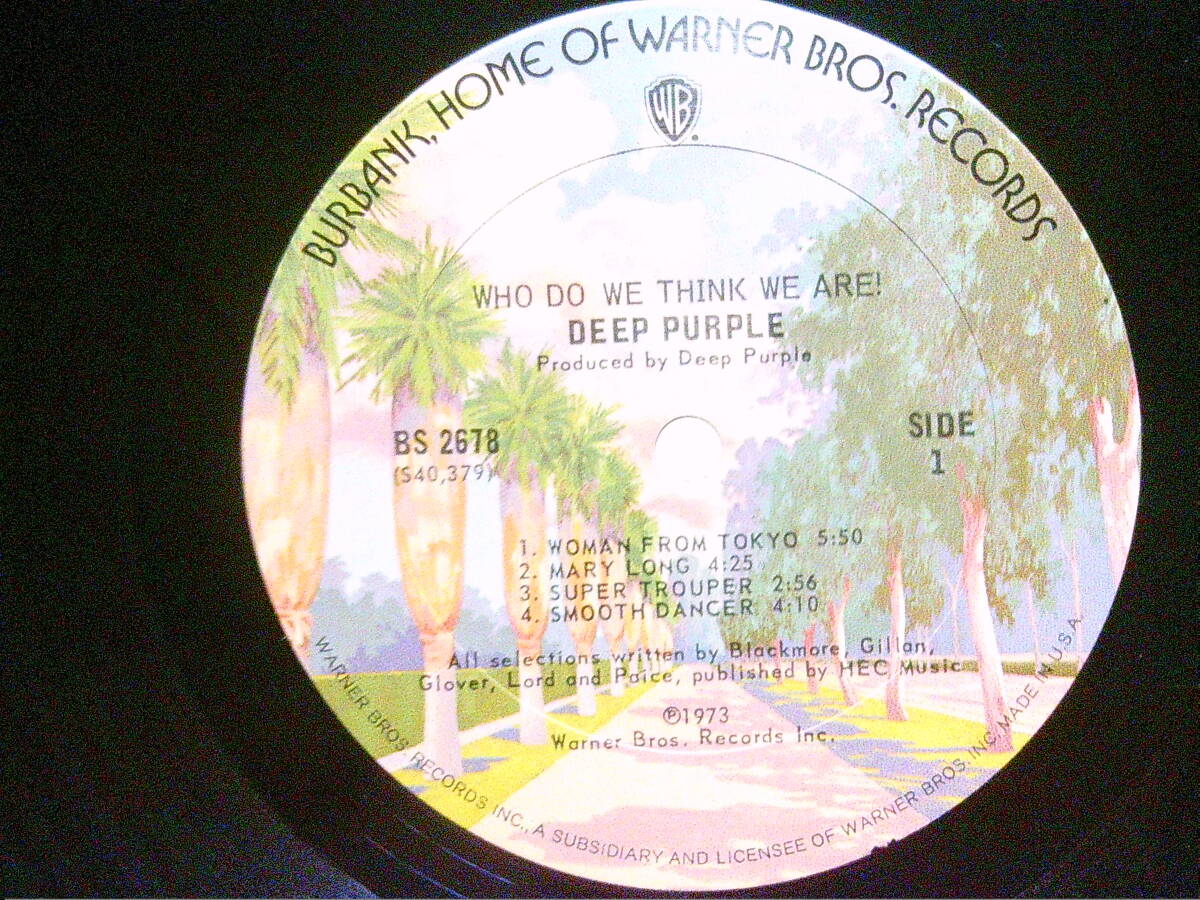 BURBANK, HOME OF WARNER BROS. RECORDS
WB
WHO DO WE THINK WE ARE!
DEEP PURPLE
Produced by Deep Purple
BS 2678
(S40,379)
SIDE
1
1. WOMAN FROM TOKYO 5:50
2. MARY LONG 4:25
3. SUPER TROUPER 2:56
4. SMOOTH DANCER 4:10
All selections written by Blackmore, Gillan,
Glover, Lord and Paice, published by HEC Music
℗1973
Warner Bros. Records Inc.
WARNER BROS. RECORDS INC., A SUBSIDIARY AND LICENSEE OF WARNER BROS. INC. MADE IN U.S.A.